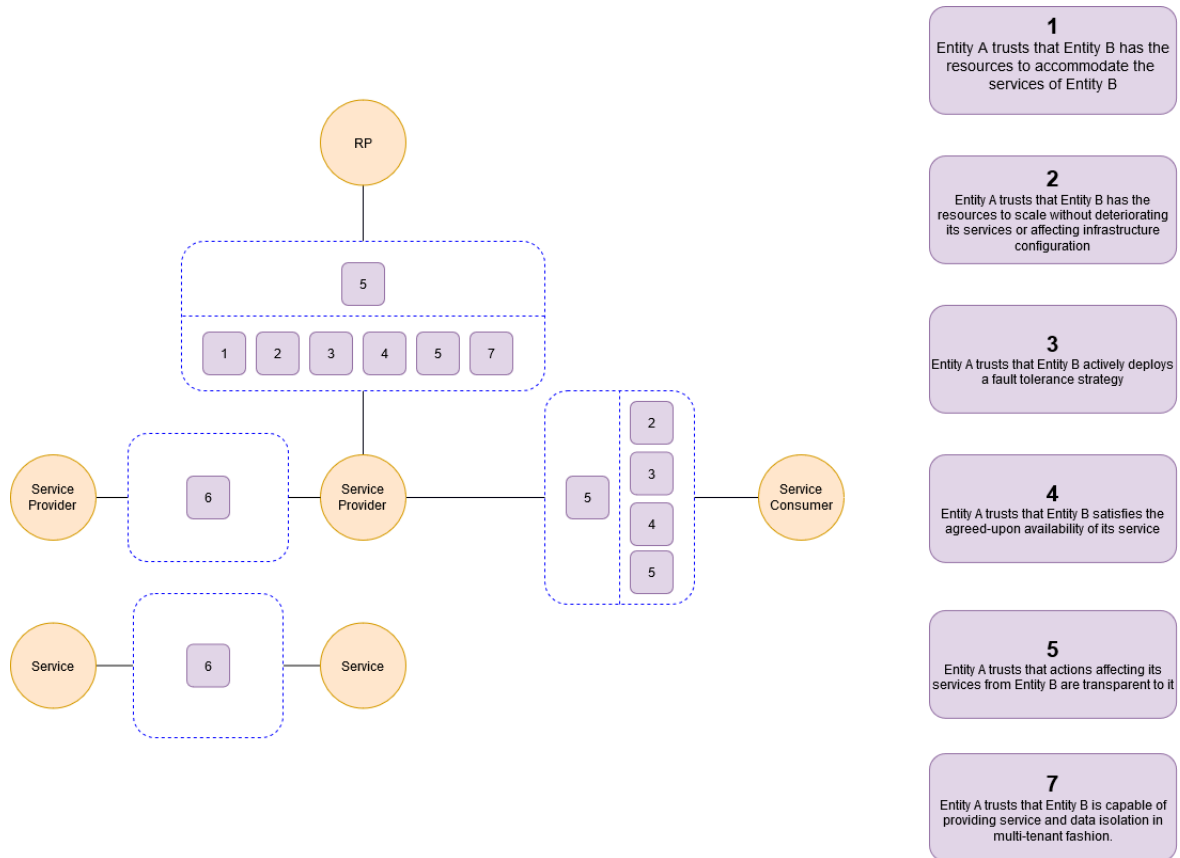 RP
5
1 2 3 4 5 7
Service
Provider
6
Service
Provider
5
2
3
4
5
Service
Consumer
Service
6
Service
1
Entity A trusts that Entity B has the
resources to accommodate the
services of Entity B
2
Entity A trusts that Entity B has the
resources to scale without deteriorating
its services or affecting infrastructure
configuration
3
Entity A trusts that Entity B actively deploys
a fault tolerance strategy
4
Entity A trusts that Entity B satisfies the
agreed-upon availability of its service
5
Entity A trusts that actions affecting its
services from Entity B are transparent to it
7
Entity A trusts that Entity B is capable of
providing service and data isolation in
multi-tenant fashion.